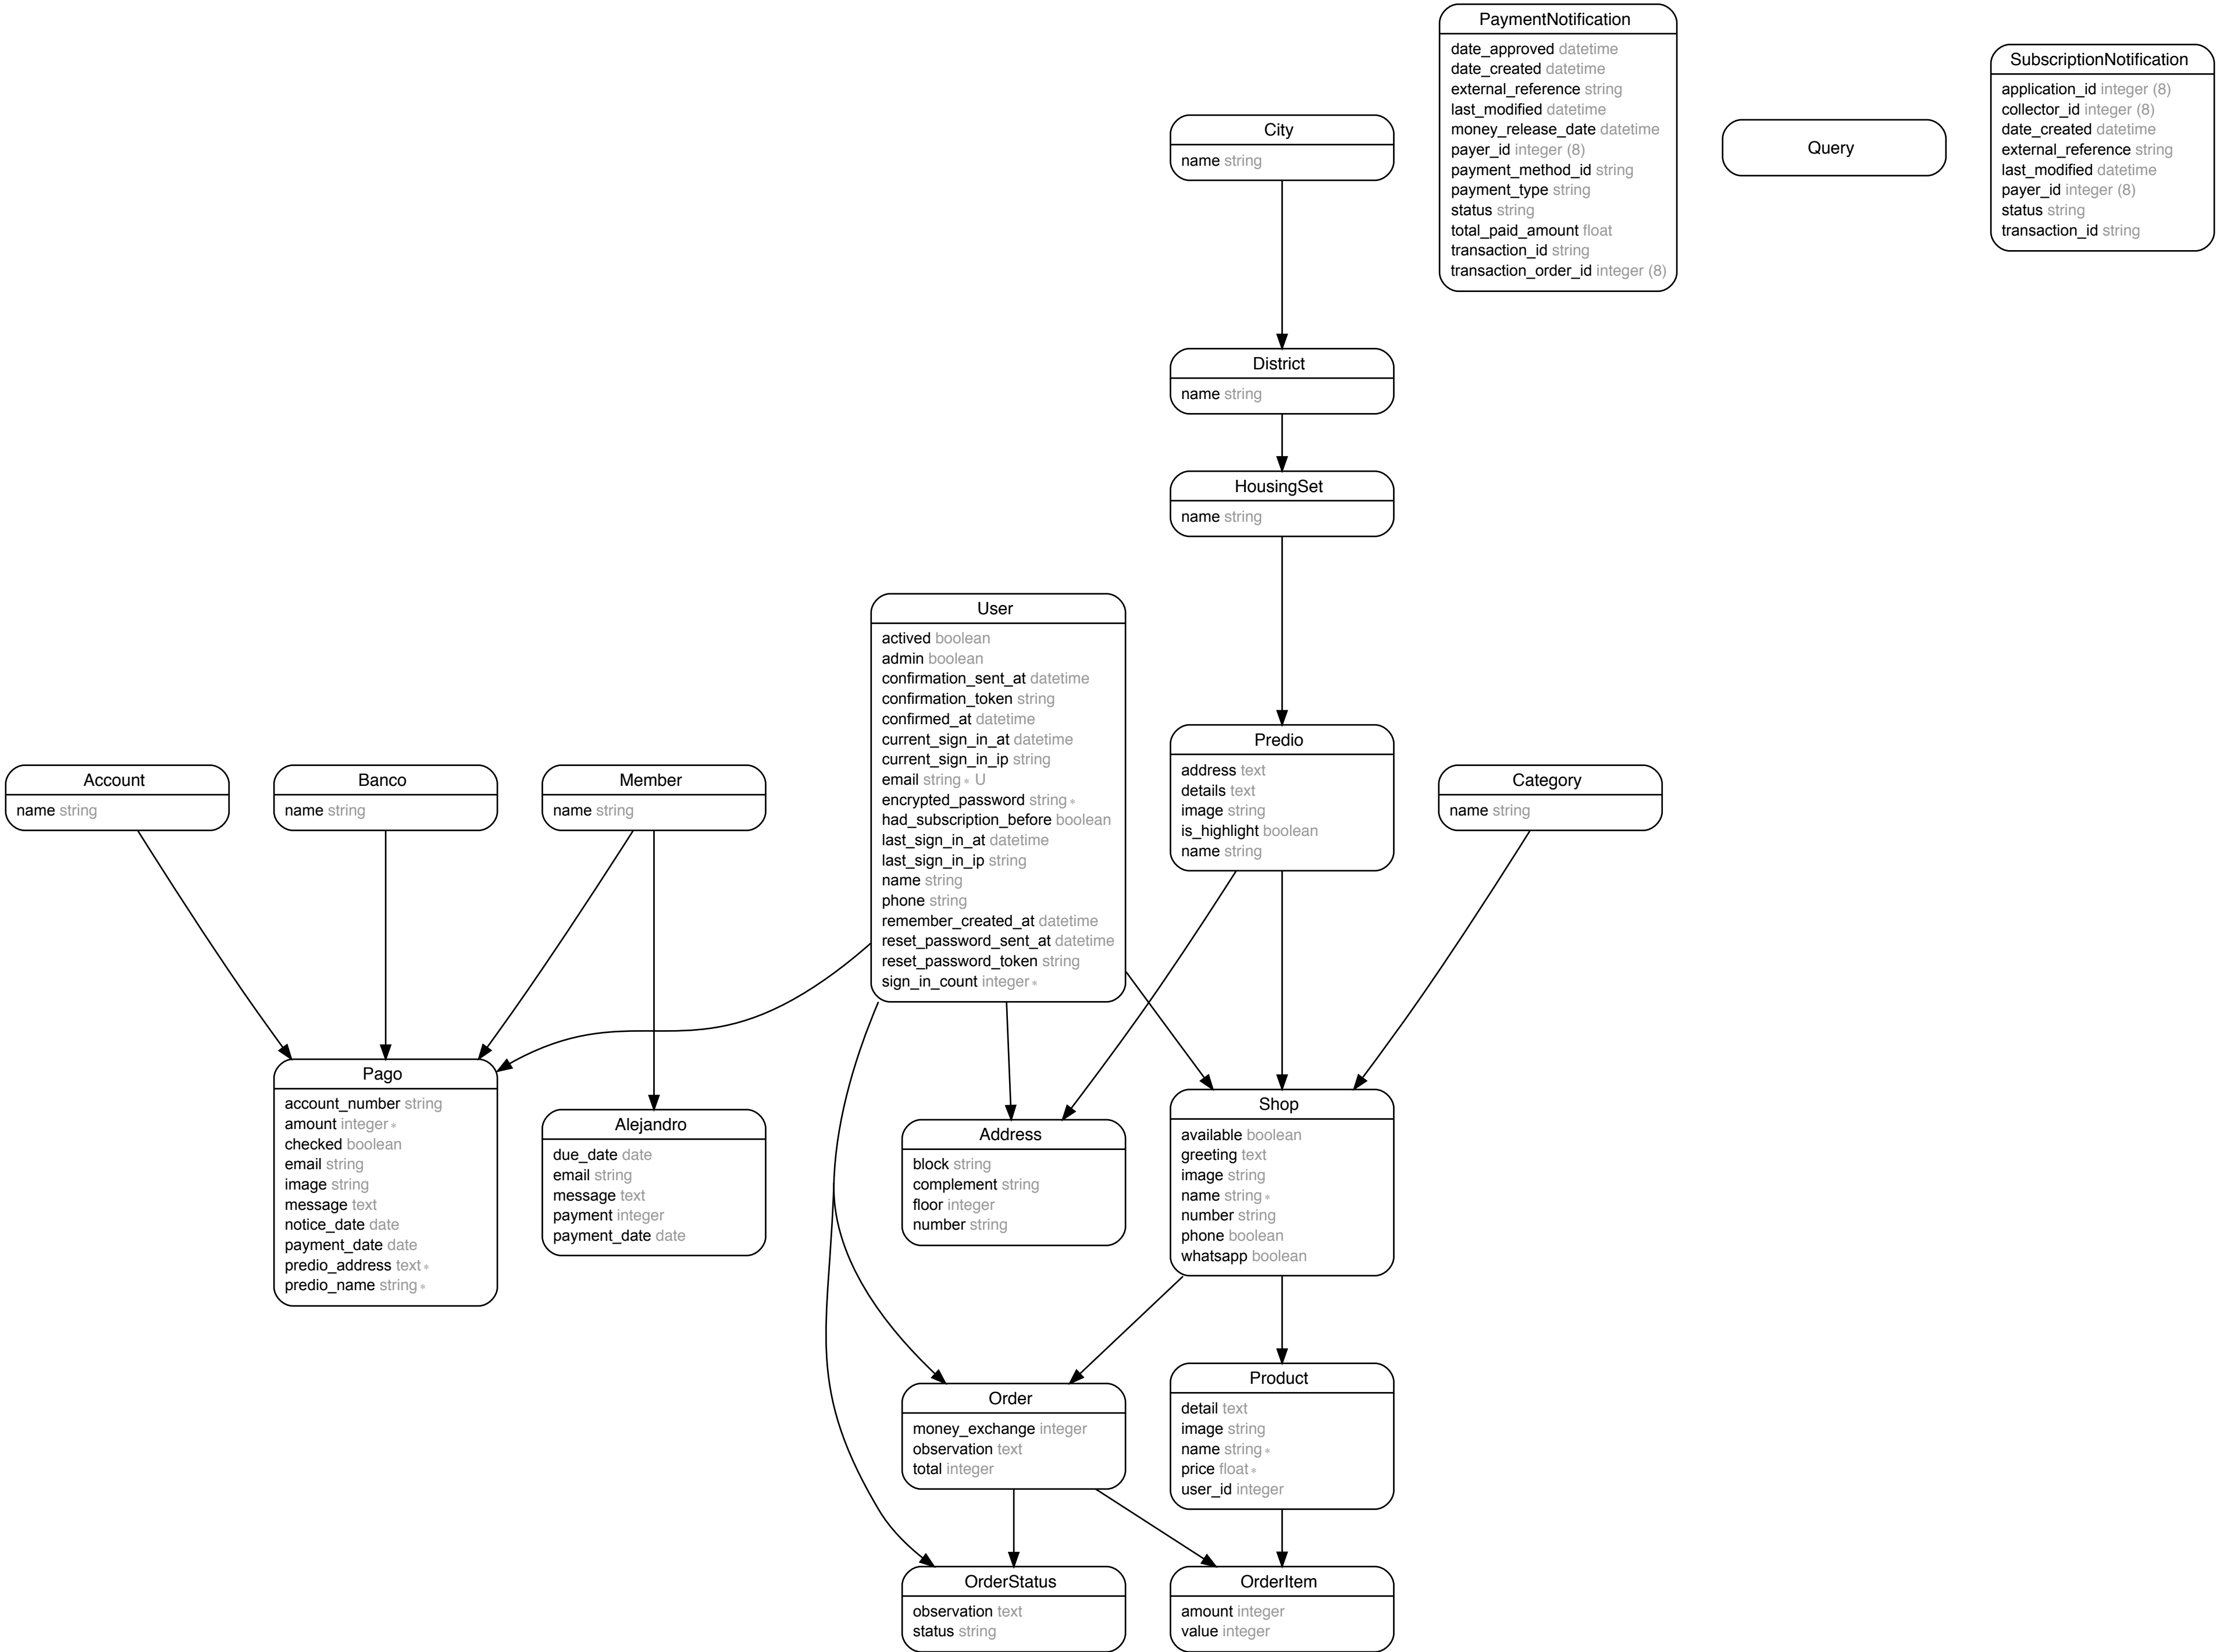 PaymentNotification
date_approved datetime
date_created datetime
external_reference string
last_modified datetime
money_release_date datetime
payer_id integer (8)
payment_method_id string
payment_type string
status string
total_paid_amount float
transaction_id string
transaction_order_id integer (8)
Query
SubscriptionNotification
application_id integer (8)
collector_id integer (8)
date_created datetime
external_reference string
last_modified datetime
payer_id integer (8)
status string
transaction_id string
City
name string
District
name string
HousingSet
name string
User
actived boolean
admin boolean
confirmation_sent_at datetime
confirmation_token string
confirmed_at datetime
current_sign_in_at datetime
current_sign_in_ip string
email string * U
encrypted_password string *
had_subscription_before boolean
last_sign_in_at datetime
last_sign_in_ip string
name string
phone string
remember_created_at datetime
reset_password_sent_at datetime
reset_password_token string
sign_in_count integer *
Predio
address text
details text
image string
is_highlight boolean
name string
Account
name string
Banco
name string
Member
name string
Category
name string
Pago
account_number string
amount integer *
checked boolean
email string
image string
message text
notice_date date
payment_date date
predio_address text *
predio_name string *
Alejandro
due_date date
email string
message text
payment integer
payment_date date
Address
block string
complement string
floor integer
number string
Shop
available boolean
greeting text
image string
name string *
number string
phone boolean
whatsapp boolean
Order
money_exchange integer
observation text
total integer
Product
detail text
image string
name string *
price float *
user_id integer
OrderStatus
observation text
status string
OrderItem
amount integer
value integer